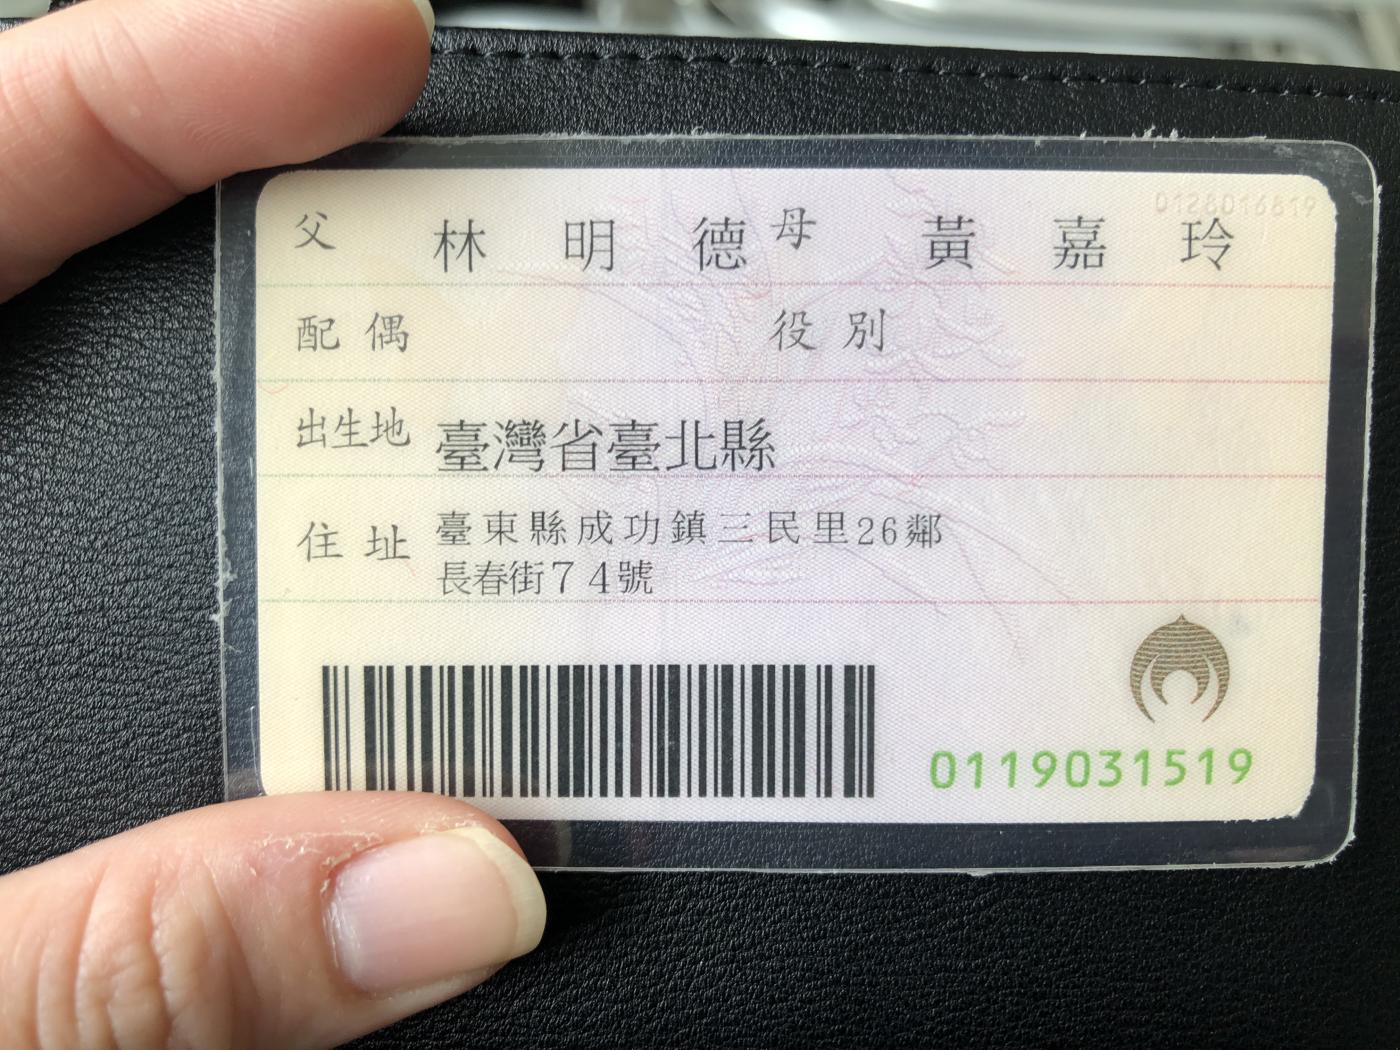 0128016819
父 林明德 母 黃嘉玲
配偶 役別
出生地 臺灣省臺北縣
住址 臺東縣成功鎮三民里26鄰
長春街74號
0119031519